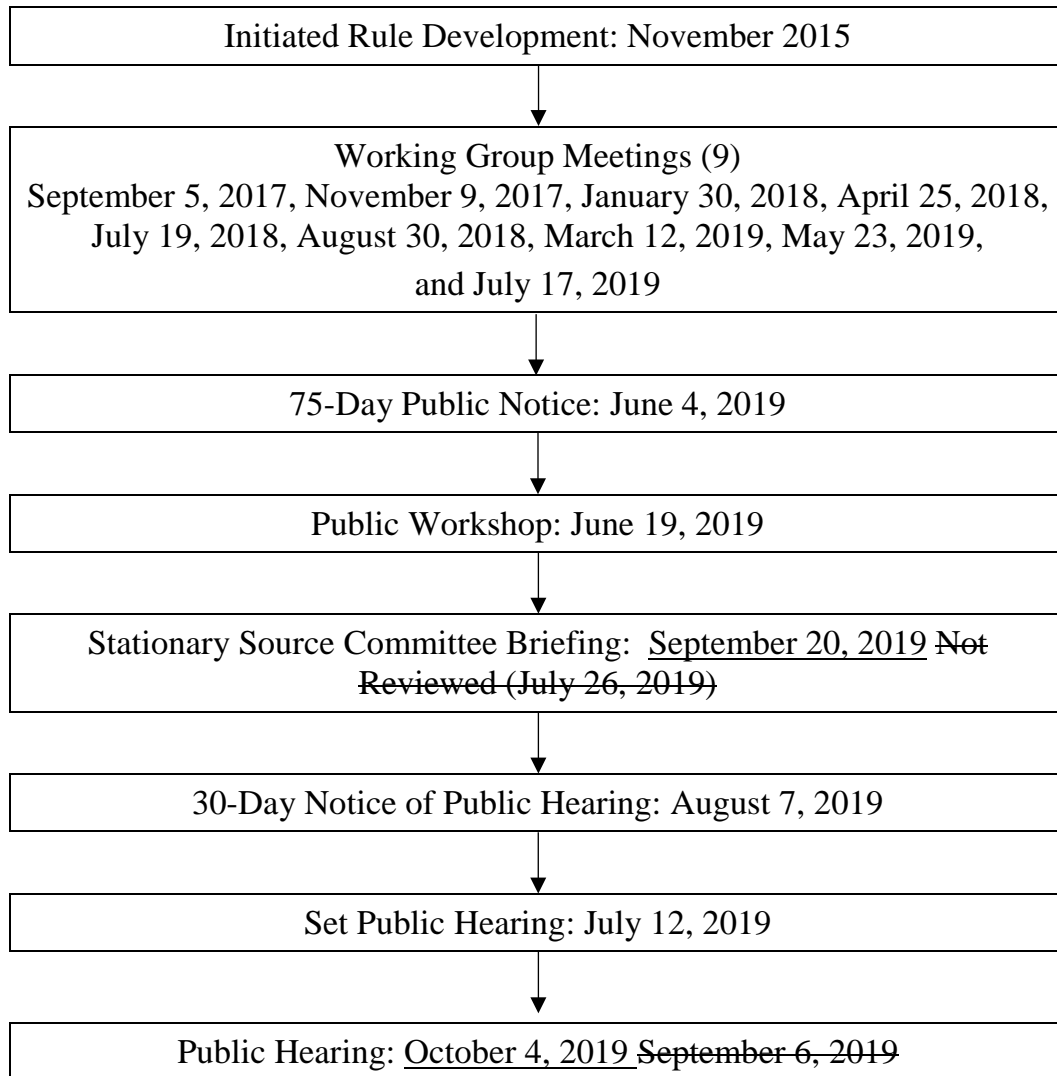 Initiated Rule Development: November 2015
Working Group Meetings (9)
September 5, 2017, November 9, 2017, January 30, 2018, April 25, 2018,
July 19, 2018, August 30, 2018, March 12, 2019, May 23, 2019,
and July 17, 2019
75-Day Public Notice: June 4, 2019
Public Workshop: June 19, 2019
Stationary Source Committee Briefing:  September 20, 2019 Not
Reviewed (July 26, 2019)
30-Day Notice of Public Hearing: August 7, 2019
Set Public Hearing: July 12, 2019
Public Hearing: October 4, 2019 September 6, 2019